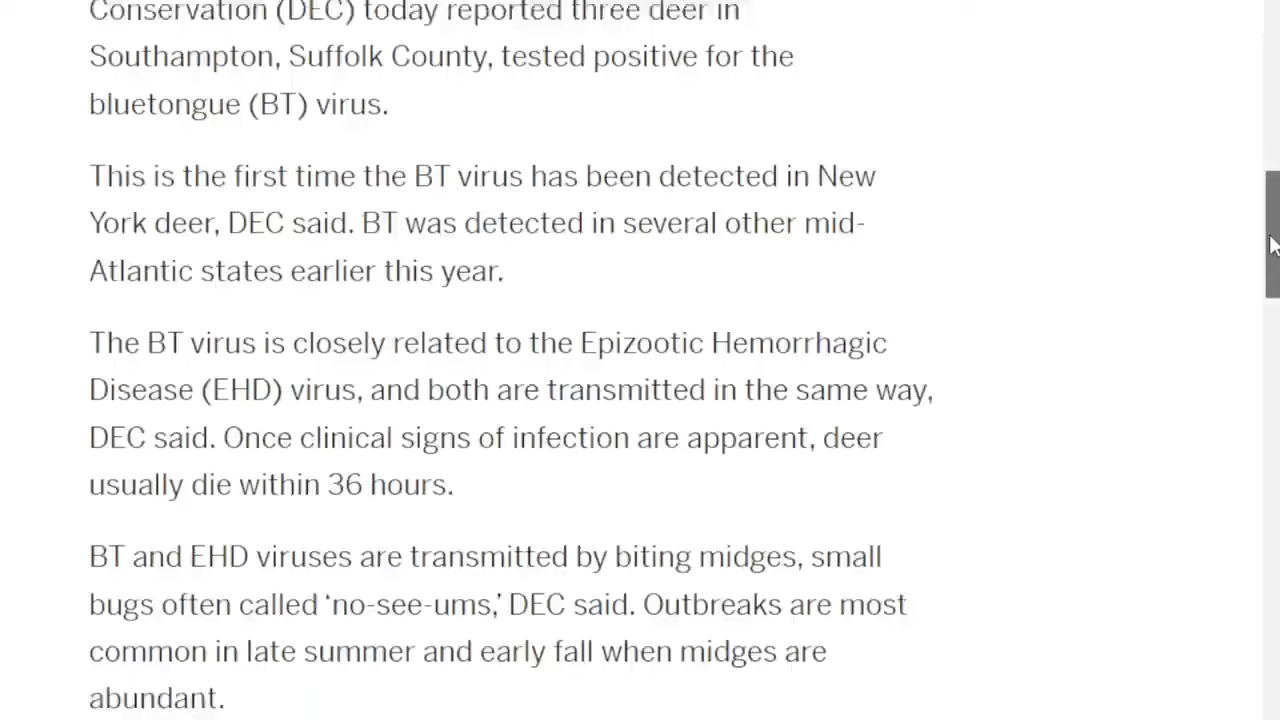 Conservation (DEC) today reported three deer in
Southampton, Suffolk County, tested positive for the
bluetongue (BT) virus.
This is the first time the BT virus has been detected in New
York deer, DEC said. BT was detected in several other mid-
Atlantic states earlier this year.
The BT virus is closely related to the Epizootic Hemorrhagic
Disease (EHD) virus, and both are transmitted in the same way,
DEC said. Once clinical signs of infection are apparent, deer
usually die within 36 hours.
BT and EHD viruses are transmitted by biting midges, small
bugs often called ‘no-see-ums,’ DEC said. Outbreaks are most
common in late summer and early fall when midges are
abundant.